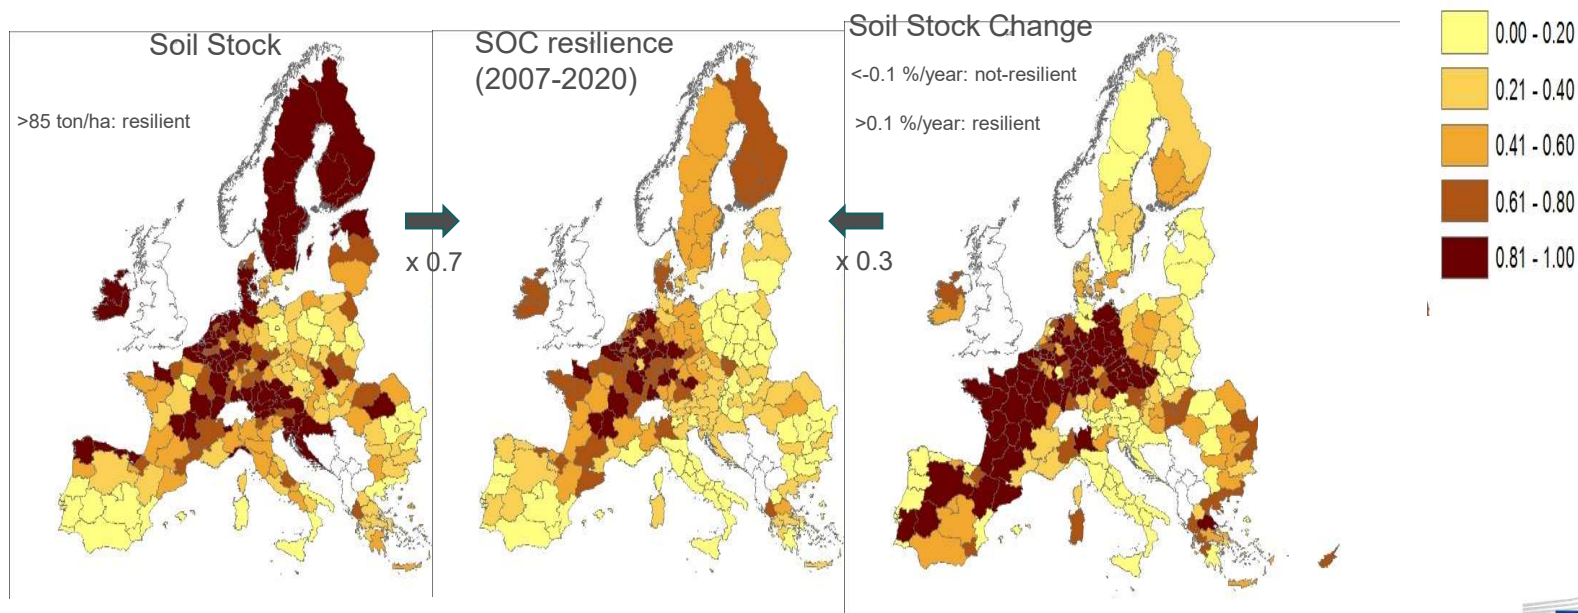 Soil Stock
>85 ton/ha: resilient
x 0.7
SOC resilience
(2007-2020)
Soil Stock Change
<-0.1 %/year: not-resilient
>0.1 %/year: resilient
x 0.3
0.00 - 0.20
0.21 - 0.40
0.41 - 0.60
0.61 - 0.80
0.81 - 1.00